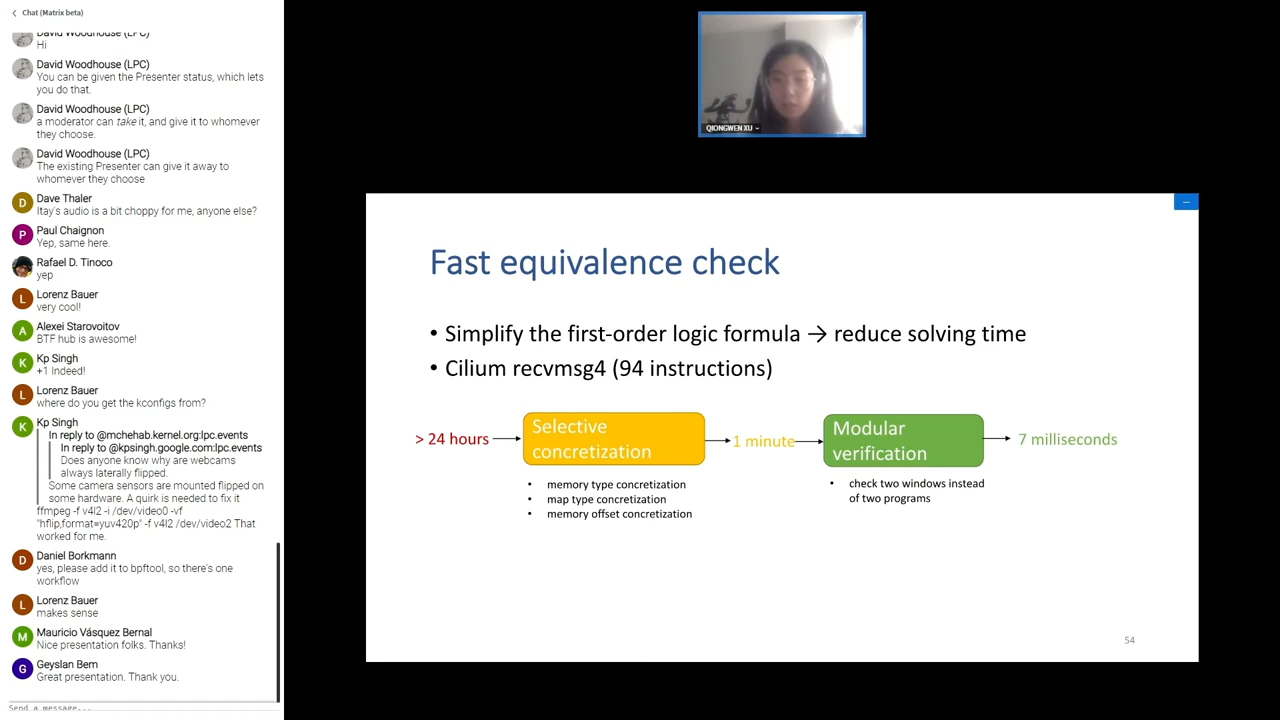 Chat (Matrix beta)
David Woodhouse (LPC)
Hi
David Woodhouse (LPC)
You can be given the Presenter status, which lets
you do that.
David Woodhouse (LPC)
a moderator can take it, and give it to whomever
they choose.
David Woodhouse (LPC)
The existing Presenter can give it away to
whomever they choose
D
Dave Thaler
Itay's audio is a bit choppy for me, anyone else?
P
Paul Chaignon
Yep, same here.
Rafael D. Tinoco
yep
L
Lorenz Bauer
very cool!
A
Alexei Starovoitov
BTF hub is awesome!
K
Kp Singh
+1 Indeed!
L
Lorenz Bauer
where do you get the kconfigs from?
K
Kp Singh
In reply to @mchehab.kernel.org:lpc.events
In reply to @kpsingh.google.com:lpc.events
Does anyone know why are webcams
always laterally flipped.
Some camera sensors are mounted flipped on
some hardware. A quirk is needed to fix it
ffmpeg -f v4l2 -i /dev/video0 -vf
"hflip,format=yuv420p" -f v4l2 /dev/video2 That
worked for me.
D
Daniel Borkmann
yes, please add it to bpftool, so there's one
workflow
L
Lorenz Bauer
makes sense
M
Mauricio Vásquez Bernal
Nice presentation folks. Thanks!
G
Geyslan Bem
Great presentation. Thank you.
Send a message...
QIONGWEN XU
Fast equivalence check
• Simplify the first-order logic formula → reduce solving time
• Cilium recvmsg4 (94 instructions)
> 24 hours
Selective
concretization
1 minute
Modular
verification
7 milliseconds
• memory type concretization
• map type concretization
• memory offset concretization
• check two windows instead
of two programs
54